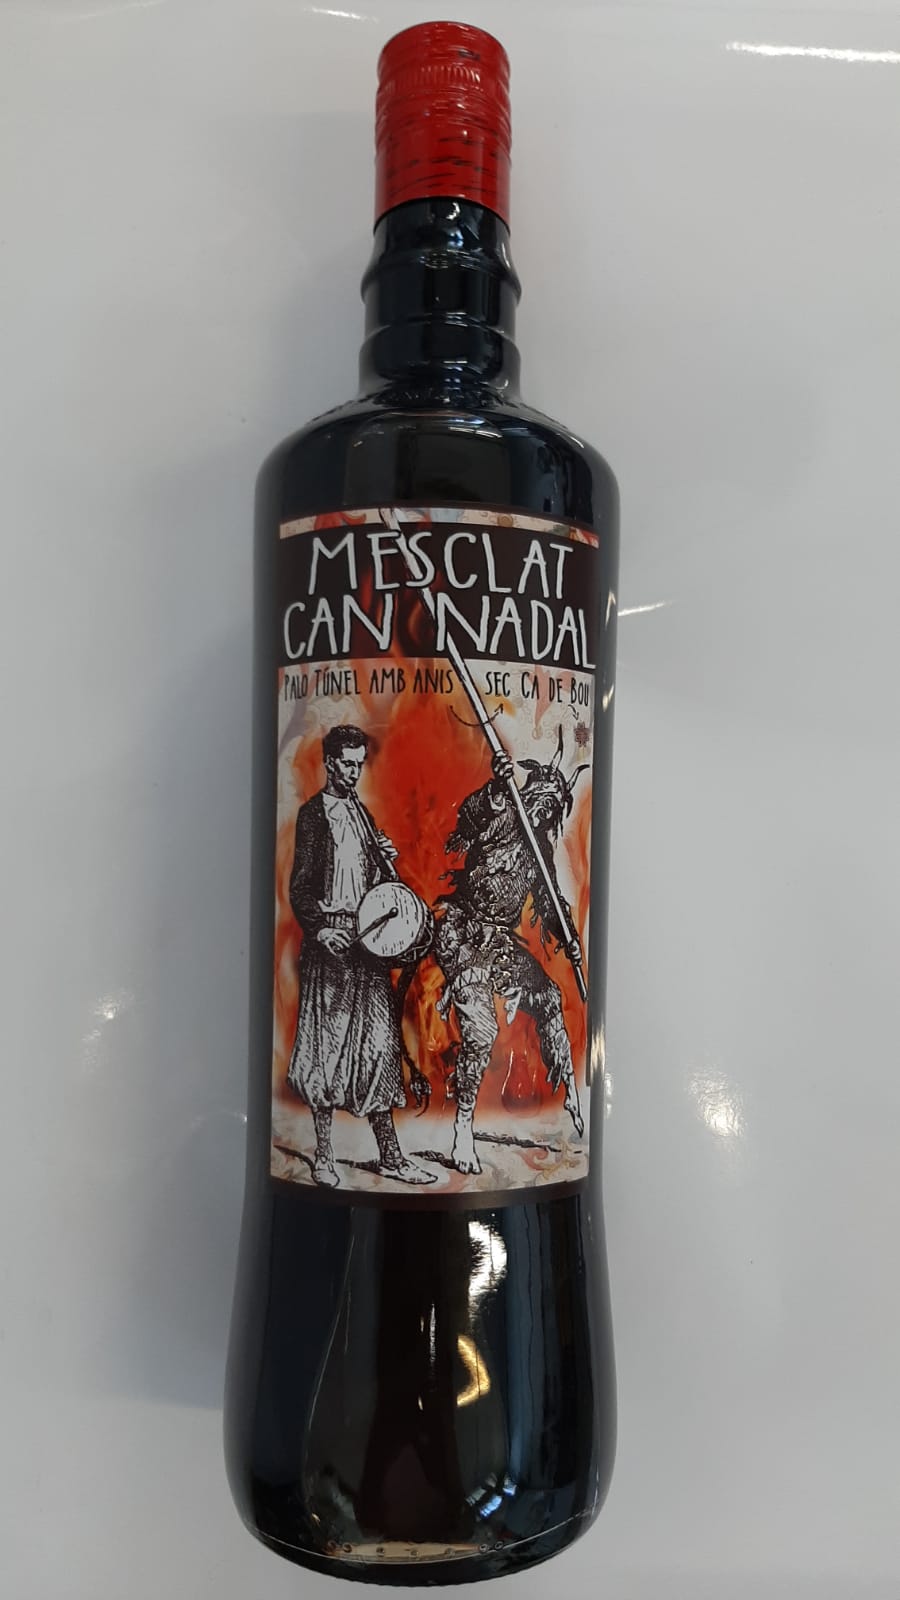 MESCLAT
CAN NADAL
PALO TÚNEL AMB ANIS SEC CA DE BOU